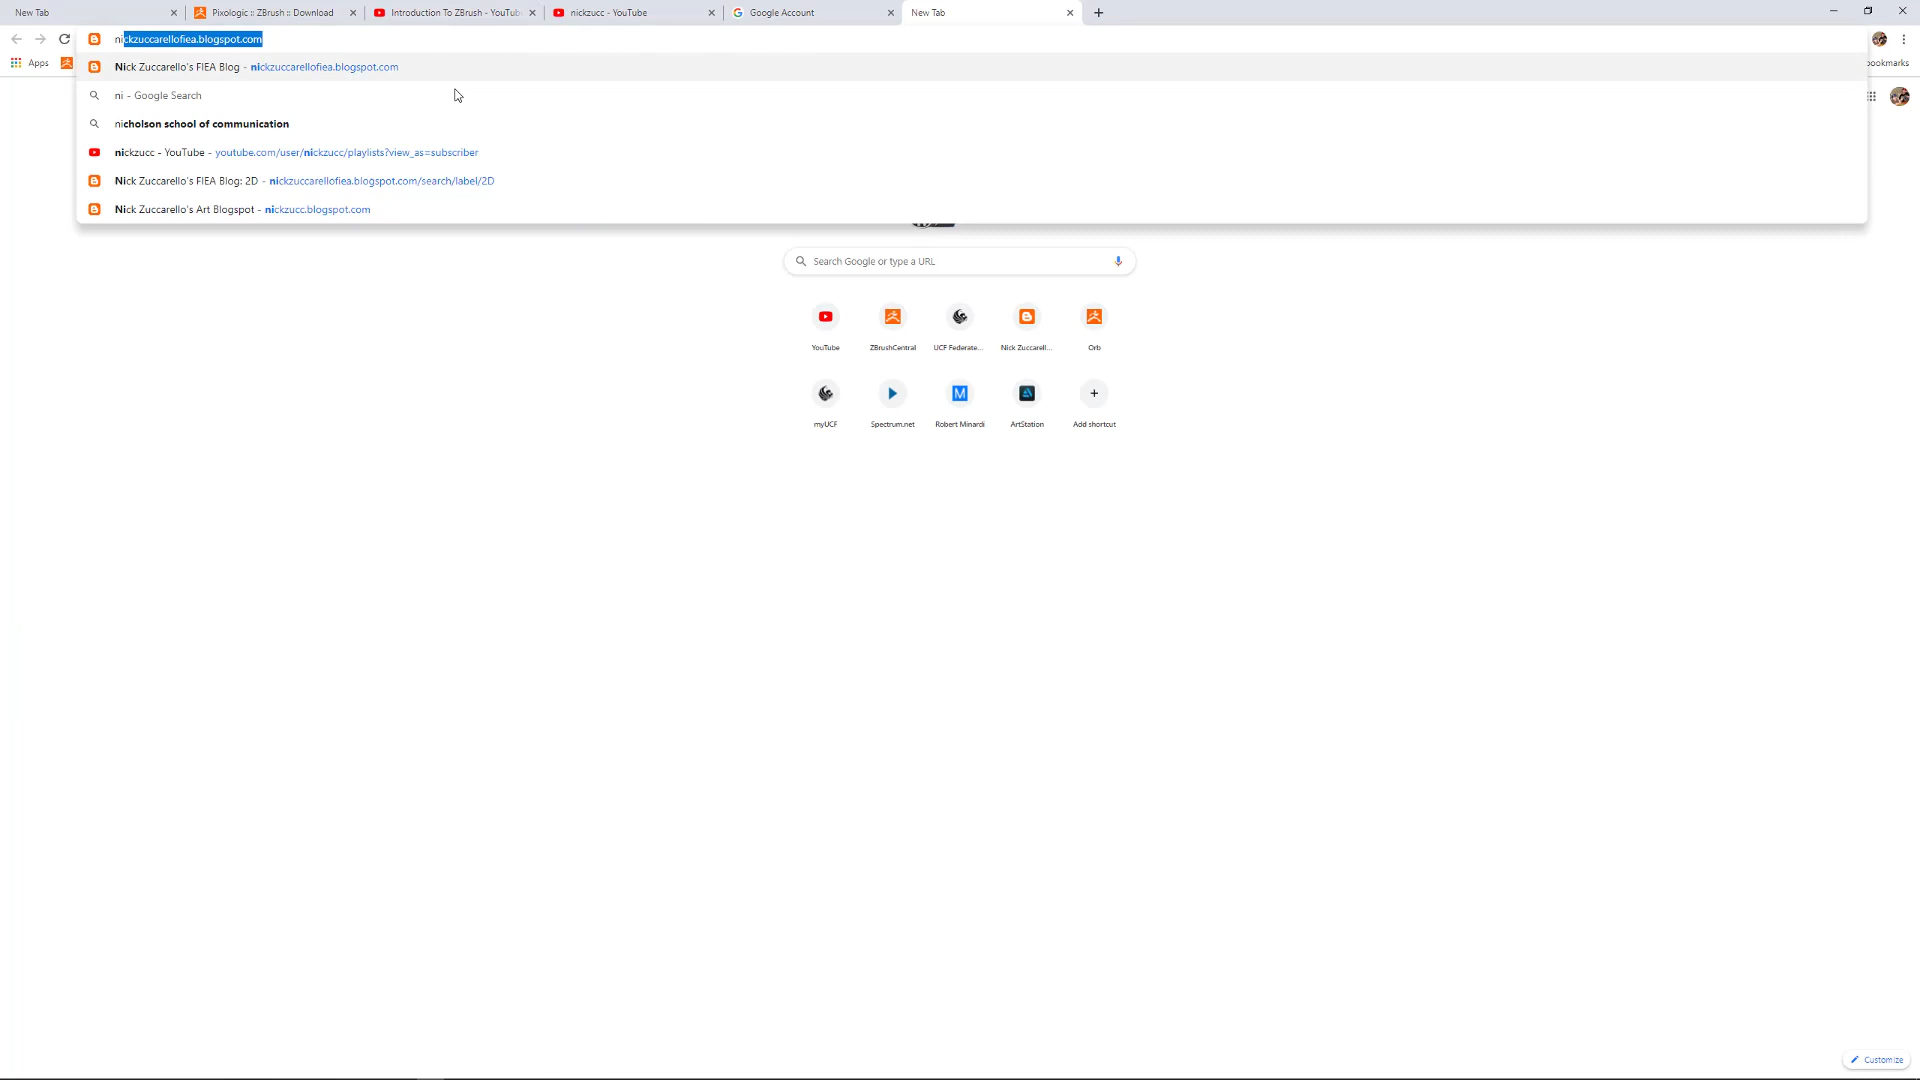 New Tab
Pixologic :: ZBrush :: Download
Introduction To ZBrush - YouTub
nickzucc - YouTube
Google Account
New Tab
nickzuccarellofiea.blogspot.com
Apps
bookmarks
Nick Zuccarello's FIEA Blog - nickzuccarellofiea.blogspot.com
ni - Google Search
nicholson school of communication
nickzucc - YouTube - youtube.com/user/nickzucc/playlists?view_as=subscriber
Nick Zuccarello's FIEA Blog: 2D - nickzuccarellofiea.blogspot.com/search/label/2D
Nick Zuccarello's Art Blogspot - nickzucc.blogspot.com
Search Google or type a URL
YouTube
ZBrushCentral
UCF Federate...
Nick Zuccarell...
Orb
myUCF
Spectrum.net
Robert Minardi
ArtStation
Add shortcut
Customize